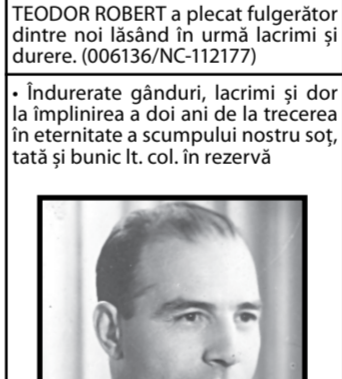 TEODOR ROBERT a plecat fulgerător
dintre noi lăsând în urmă lacrimi și
durere. (006136/NC-112177)
• Îndurerate gânduri, lacrimi și dor
la împlinirea a doi ani de la trecerea
în eternitate a scumpului nostru soț,
tată și bunic lt. col. în rezervă